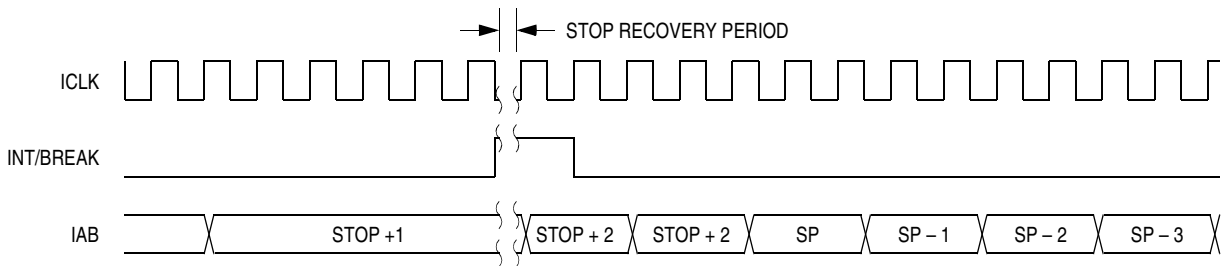 STOP RECOVERY PERIOD
ICLK
INT/BREAK
IAB STOP +1 STOP + 2 STOP + 2 SP SP – 1 SP – 2 SP – 3